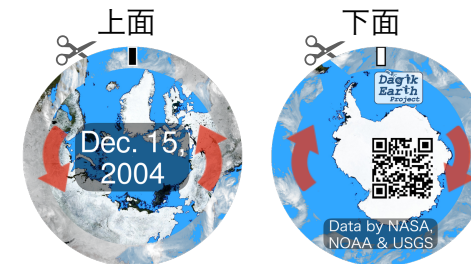 上面
下面
Dec. 15,
2004
Dagik
Earth
Project
Data by NASA,
NOAA & USGS